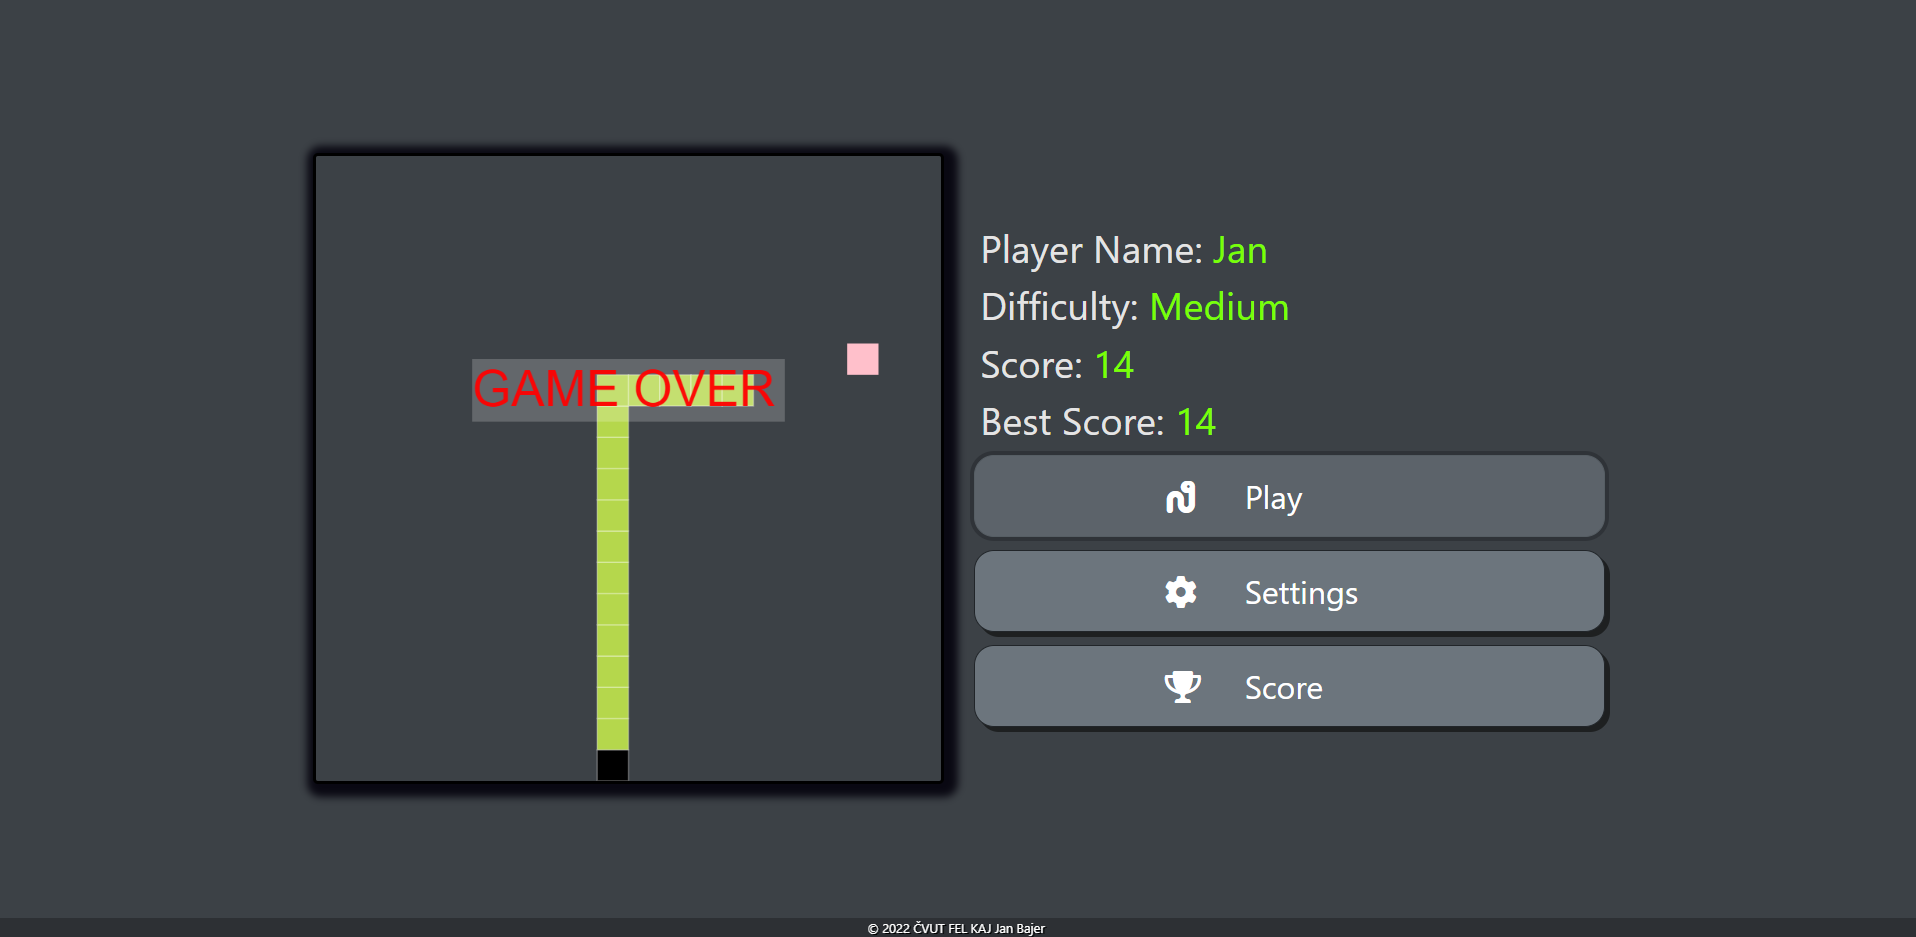 GAME OVER
Player Name: Jan
Difficulty: Medium
Score: 14
Best Score: 14
Play
Settings
Score
© 2022 ČVUT FEL KAJ Jan Bajer